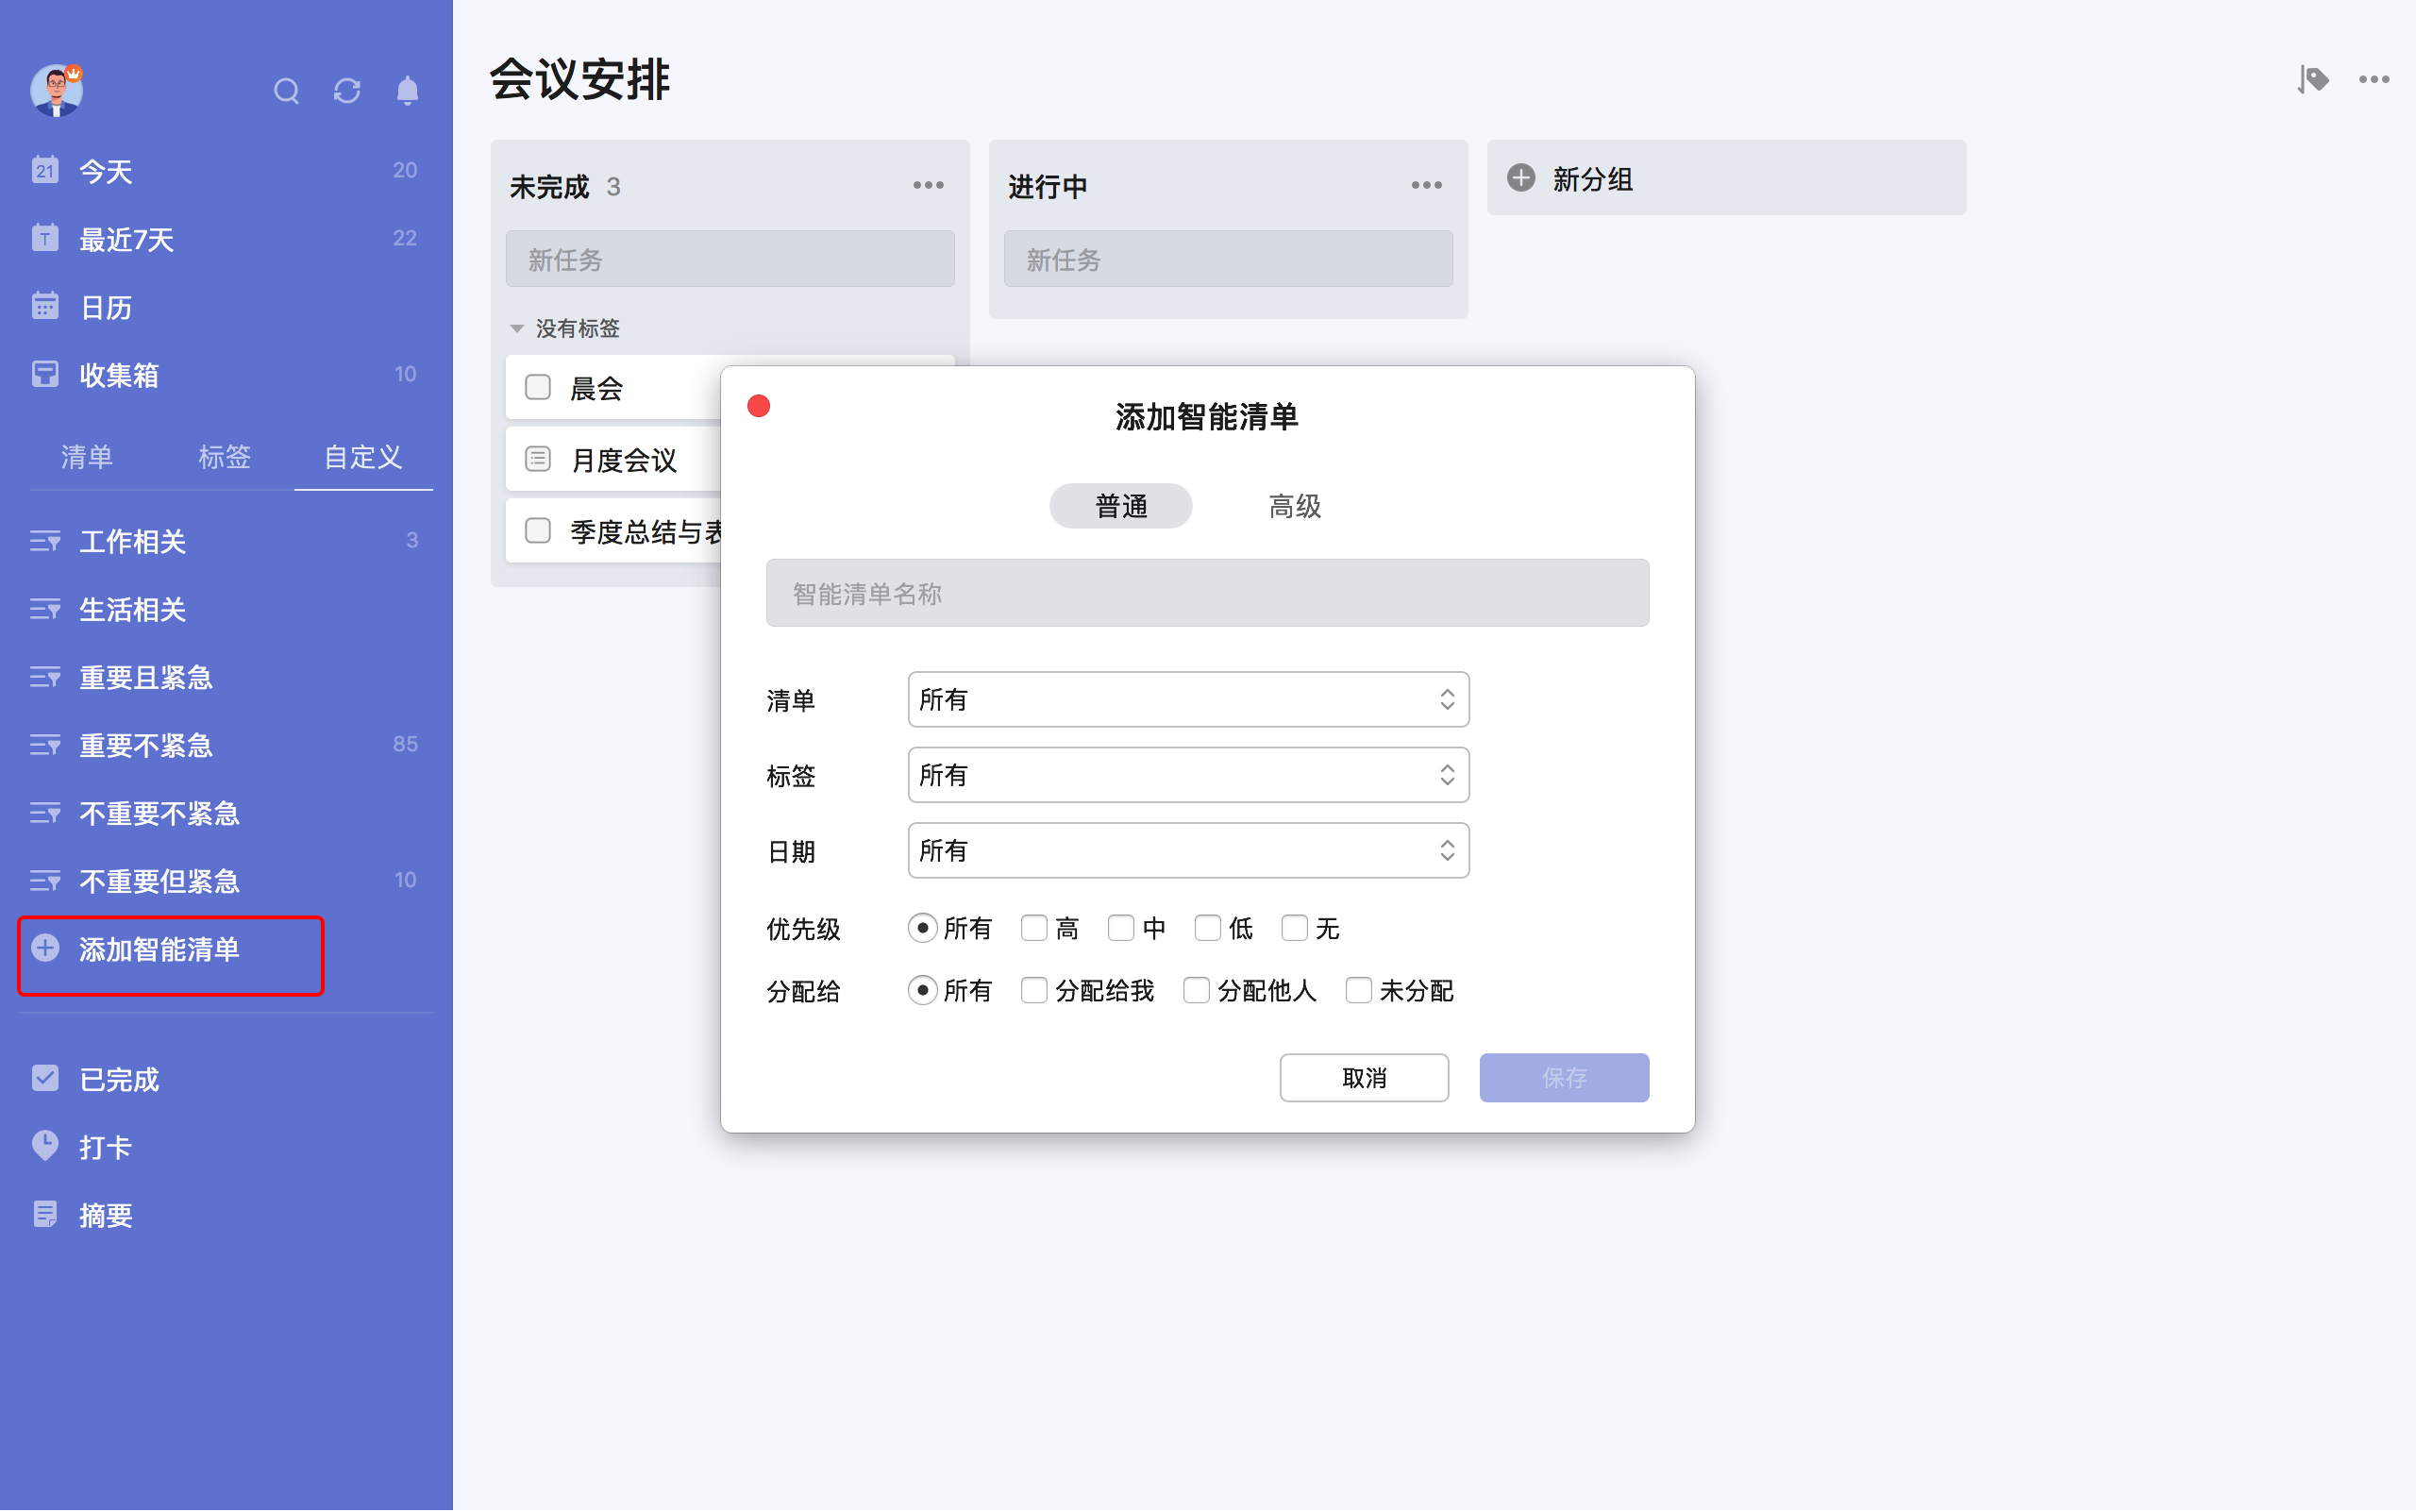 21 今天 20
T 最近7天 22
日历
收集箱 10
清单 标签 自定义
工作相关 3
生活相关
重要且紧急
重要不紧急 85
不重要不紧急
不重要但紧急 10
添加智能清单
已完成
打卡
摘要
会议安排
未完成 3
新任务
没有标签
晨会
月度会议
季度总结与表
进行中
新任务
新分组
添加智能清单
普通 高级
智能清单名称
清单 所有
标签 所有
日期 所有
优先级 所有 高 中 低 无
分配给 所有 分配给我 分配他人 未分配
取消 保存